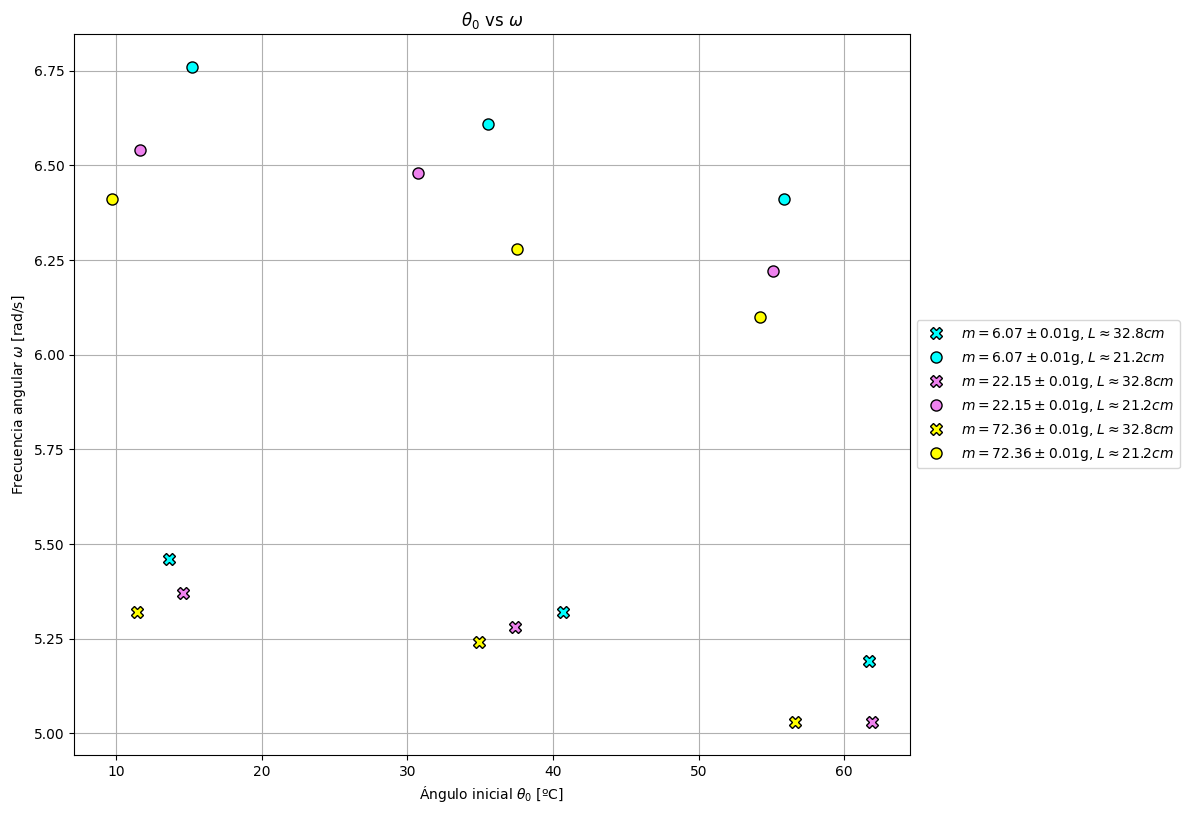 θ₀ vs ω
6.75
6.50
6.25
6.00
5.75
5.50
5.25
5.00
Frecuencia angular ω [rad/s]
10 20 30 40 50 60
Ángulo inicial θ₀ [ºC]
m = 6.07 ± 0.01g, L ≈ 32.8cm
m = 6.07 ± 0.01g, L ≈ 21.2cm
m = 22.15 ± 0.01g, L ≈ 32.8cm
m = 22.15 ± 0.01g, L ≈ 21.2cm
m = 72.36 ± 0.01g, L ≈ 32.8cm
m = 72.36 ± 0.01g, L ≈ 21.2cm